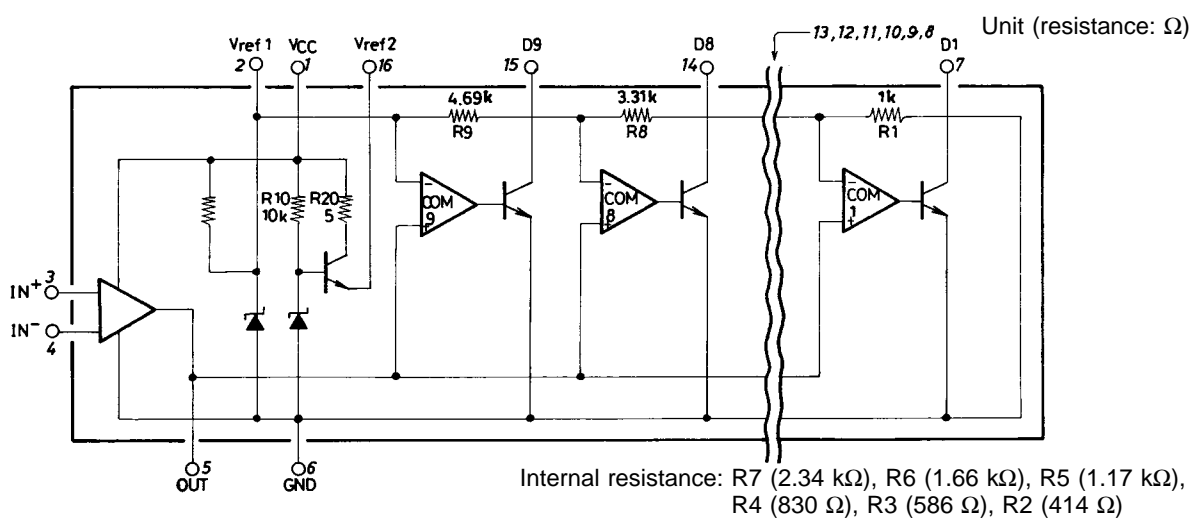 Unit (resistance: Ω)
13,12,11,10,9,8
Vref 1
VCC
Vref 2
D9
D8
D1
2
1
16
15
14
7
4.69k
R9
3.31k
R8
1k
R1
R10
10k
R20
5
-
COM
9
+
-
COM
8
+
-
COM
1
+
3
IN+
IN-
4
5
OUT
6
GND
Internal resistance: R7 (2.34 kΩ), R6 (1.66 kΩ), R5 (1.17 kΩ),
R4 (830 Ω), R3 (586 Ω), R2 (414 Ω)